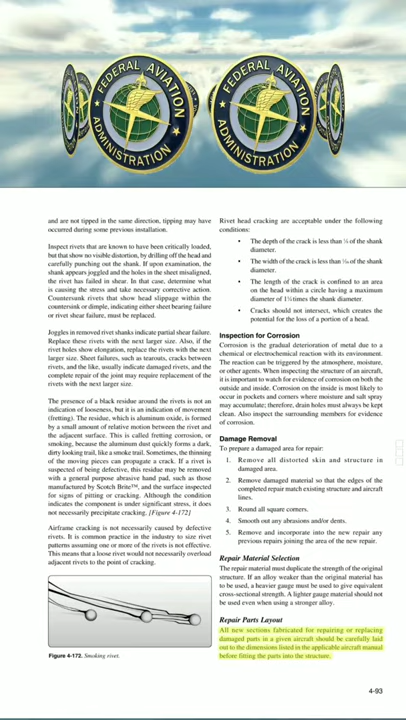 FEDERAL AVIATION
ADMINISTRATION
FEDERAL AVIATION
ADMINISTRATION
and are not tipped in the same direction, tipping may have
occurred during some previous installation.
Inspect rivets that are known to have been critically loaded,
but that show no visible distortion, by drilling off the head and
carefully punching out the shank. If upon examination, the
shank appears joggled and the holes in the sheet misaligned,
the rivet has failed in shear. In that case, determine what
is causing the stress and take necessary corrective action.
Countersunk rivets that show head slippage within the
countersink or dimple, indicating either sheet bearing failure
or rivet shear failure, must be replaced.
Joggles in removed rivet shanks indicate partial shear failure.
Replace these rivets with the next larger size. Also, if the
rivet holes show elongation, replace the rivets with the next
larger size. Sheet failures, such as tearouts, cracks between
rivets, and the like, usually indicate damaged rivets, and the
complete repair of the joint may require replacement of the
rivets with the next larger size.
The presence of a black residue around the rivets is not an
indication of looseness, but it is an indication of movement
(fretting). The residue, which is aluminum oxide, is formed
by a small amount of relative motion between the rivet and
the adjacent surface. This is called fretting corrosion, or
smoking, because the aluminum dust quickly forms a dark,
dirty looking trail, like a smoke trail. Sometimes, the thinning
of the moving pieces can propagate a crack. If a rivet is
suspected of being defective, this residue may be removed
with a general purpose abrasive hand pad, such as those
manufactured by Scotch Brite™, and the surface inspected
for signs of pitting or cracking. Although the condition
indicates the component is under significant stress, it does
not necessarily precipitate cracking. [Figure 4-172]
Airframe cracking is not necessarily caused by defective
rivets. It is common practice in the industry to size rivet
patterns assuming one or more of the rivets is not effective.
This means that a loose rivet would not necessarily overload
adjacent rivets to the point of cracking.
Figure 4-172. Smoking rivet.
Rivet head cracking are acceptable under the following
conditions:
• The depth of the crack is less than ⅛ of the shank
diameter.
• The width of the crack is less than 1⁄16 of the shank
diameter.
• The length of the crack is confined to an area
on the head within a circle having a maximum
diameter of 1½ times the shank diameter.
• Cracks should not intersect, which creates the
potential for the loss of a portion of a head.
Inspection for Corrosion
Corrosion is the gradual deterioration of metal due to a
chemical or electrochemical reaction with its environment.
The reaction can be triggered by the atmosphere, moisture,
or other agents. When inspecting the structure of an aircraft,
it is important to watch for evidence of corrosion on both the
outside and inside. Corrosion on the inside is most likely to
occur in pockets and corners where moisture and salt spray
may accumulate; therefore, drain holes must always be kept
clean. Also inspect the surrounding members for evidence
of corrosion.
Damage Removal
To prepare a damaged area for repair:
1. Remove all distorted skin and structure in
damaged area.
2. Remove damaged material so that the edges of the
completed repair match existing structure and aircraft
lines.
3. Round all square corners.
4. Smooth out any abrasions and/or dents.
5. Remove and incorporate into the new repair any
previous repairs joining the area of the new repair.
Repair Material Selection
The repair material must duplicate the strength of the original
structure. If an alloy weaker than the original material has
to be used, a heavier gauge must be used to give equivalent
cross-sectional strength. A lighter gauge material should not
be used even when using a stronger alloy.
Repair Parts Layout
All new sections fabricated for repairing or replacing
damaged parts in a given aircraft should be carefully laid
out to the dimensions listed in the applicable aircraft manual
before fitting the parts into the structure.
4-93